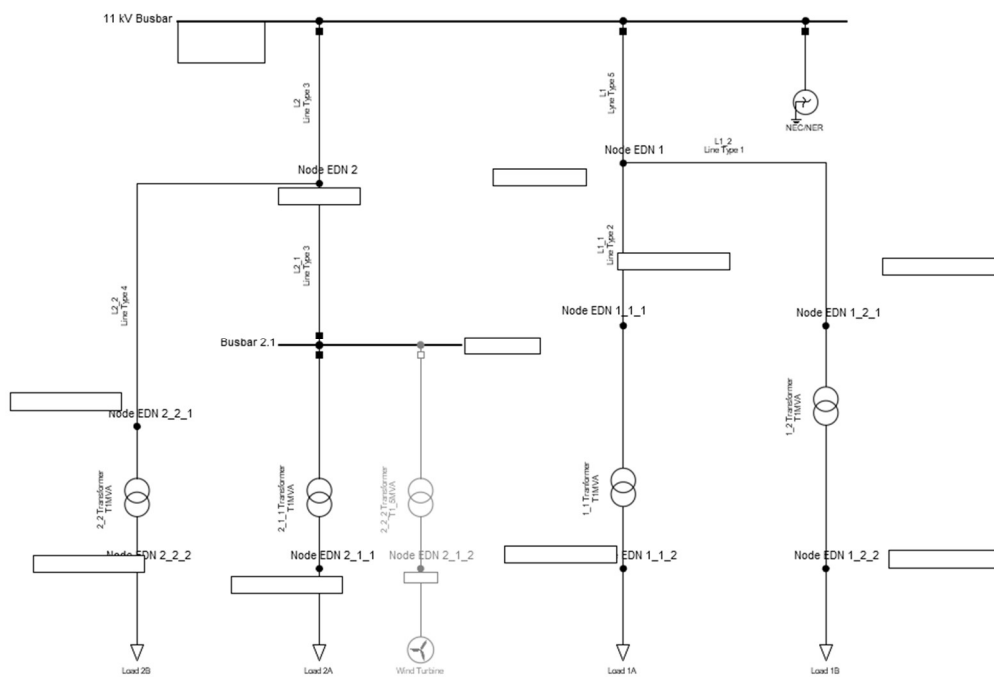 11 kV Busbar
L2
Line Type 3
L1
Lyne Type 5
NEC/NER
Node EDN 1
L1_2
Line Type 1
Node EDN 2
L2_1
Line Type 3
L1_1
Line Type 2
L2_2
Line Type 4
Node EDN 1_1_1
Node EDN 1_2_1
Busbar 2.1
Node EDN 2_2_1
1_2 Transformer
T1MVA
2_2 Transformer
T1MVA
2_1_1 Transformer
T1MVA
2_2_2 Transformer
T1_5MVA
1_1 Transformer
T1MVA
Node EDN 2_2_2
Node EDN 2_1_1
Node EDN 2_1_2
Node EDN 1_1_2
Node EDN 1_2_2
Load 2B
Load 2A
Wind Turbine
Load 1A
Load 1B